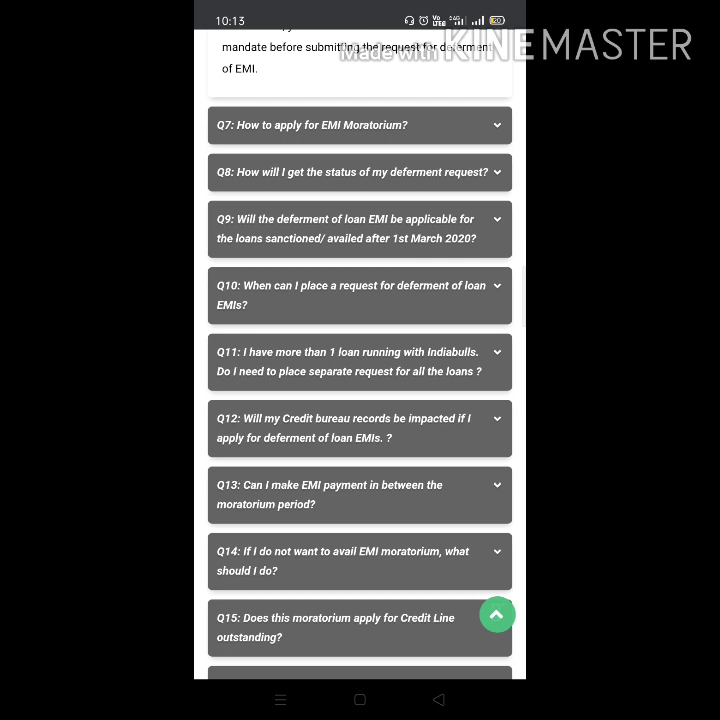 10:13
Made with KINEMASTER
mandate before submitting the request for deferment
of EMI.
Q7: How to apply for EMI Moratorium?
Q8: How will I get the status of my deferment request?
Q9: Will the deferment of loan EMI be applicable for
the loans sanctioned/ availed after 1st March 2020?
Q10: When can I place a request for deferment of loan
EMIs?
Q11: I have more than 1 loan running with Indiabulls.
Do I need to place separate request for all the loans ?
Q12: Will my Credit bureau records be impacted if I
apply for deferment of loan EMIs. ?
Q13: Can I make EMI payment in between the
moratorium period?
Q14: If I do not want to avail EMI moratorium, what
should I do?
Q15: Does this moratorium apply for Credit Line
outstanding?